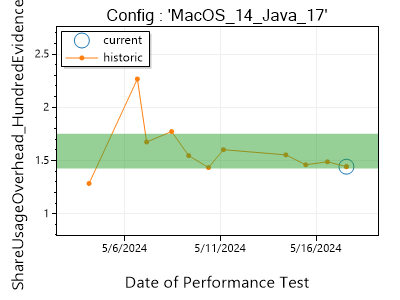 Config : 'MacOS_14_Java_17'
ShareUsageOverhead_HundredEvidence
current
historic
2.5
2
1.5
1
5/6/2024
5/11/2024
5/16/2024
Date of Performance Test